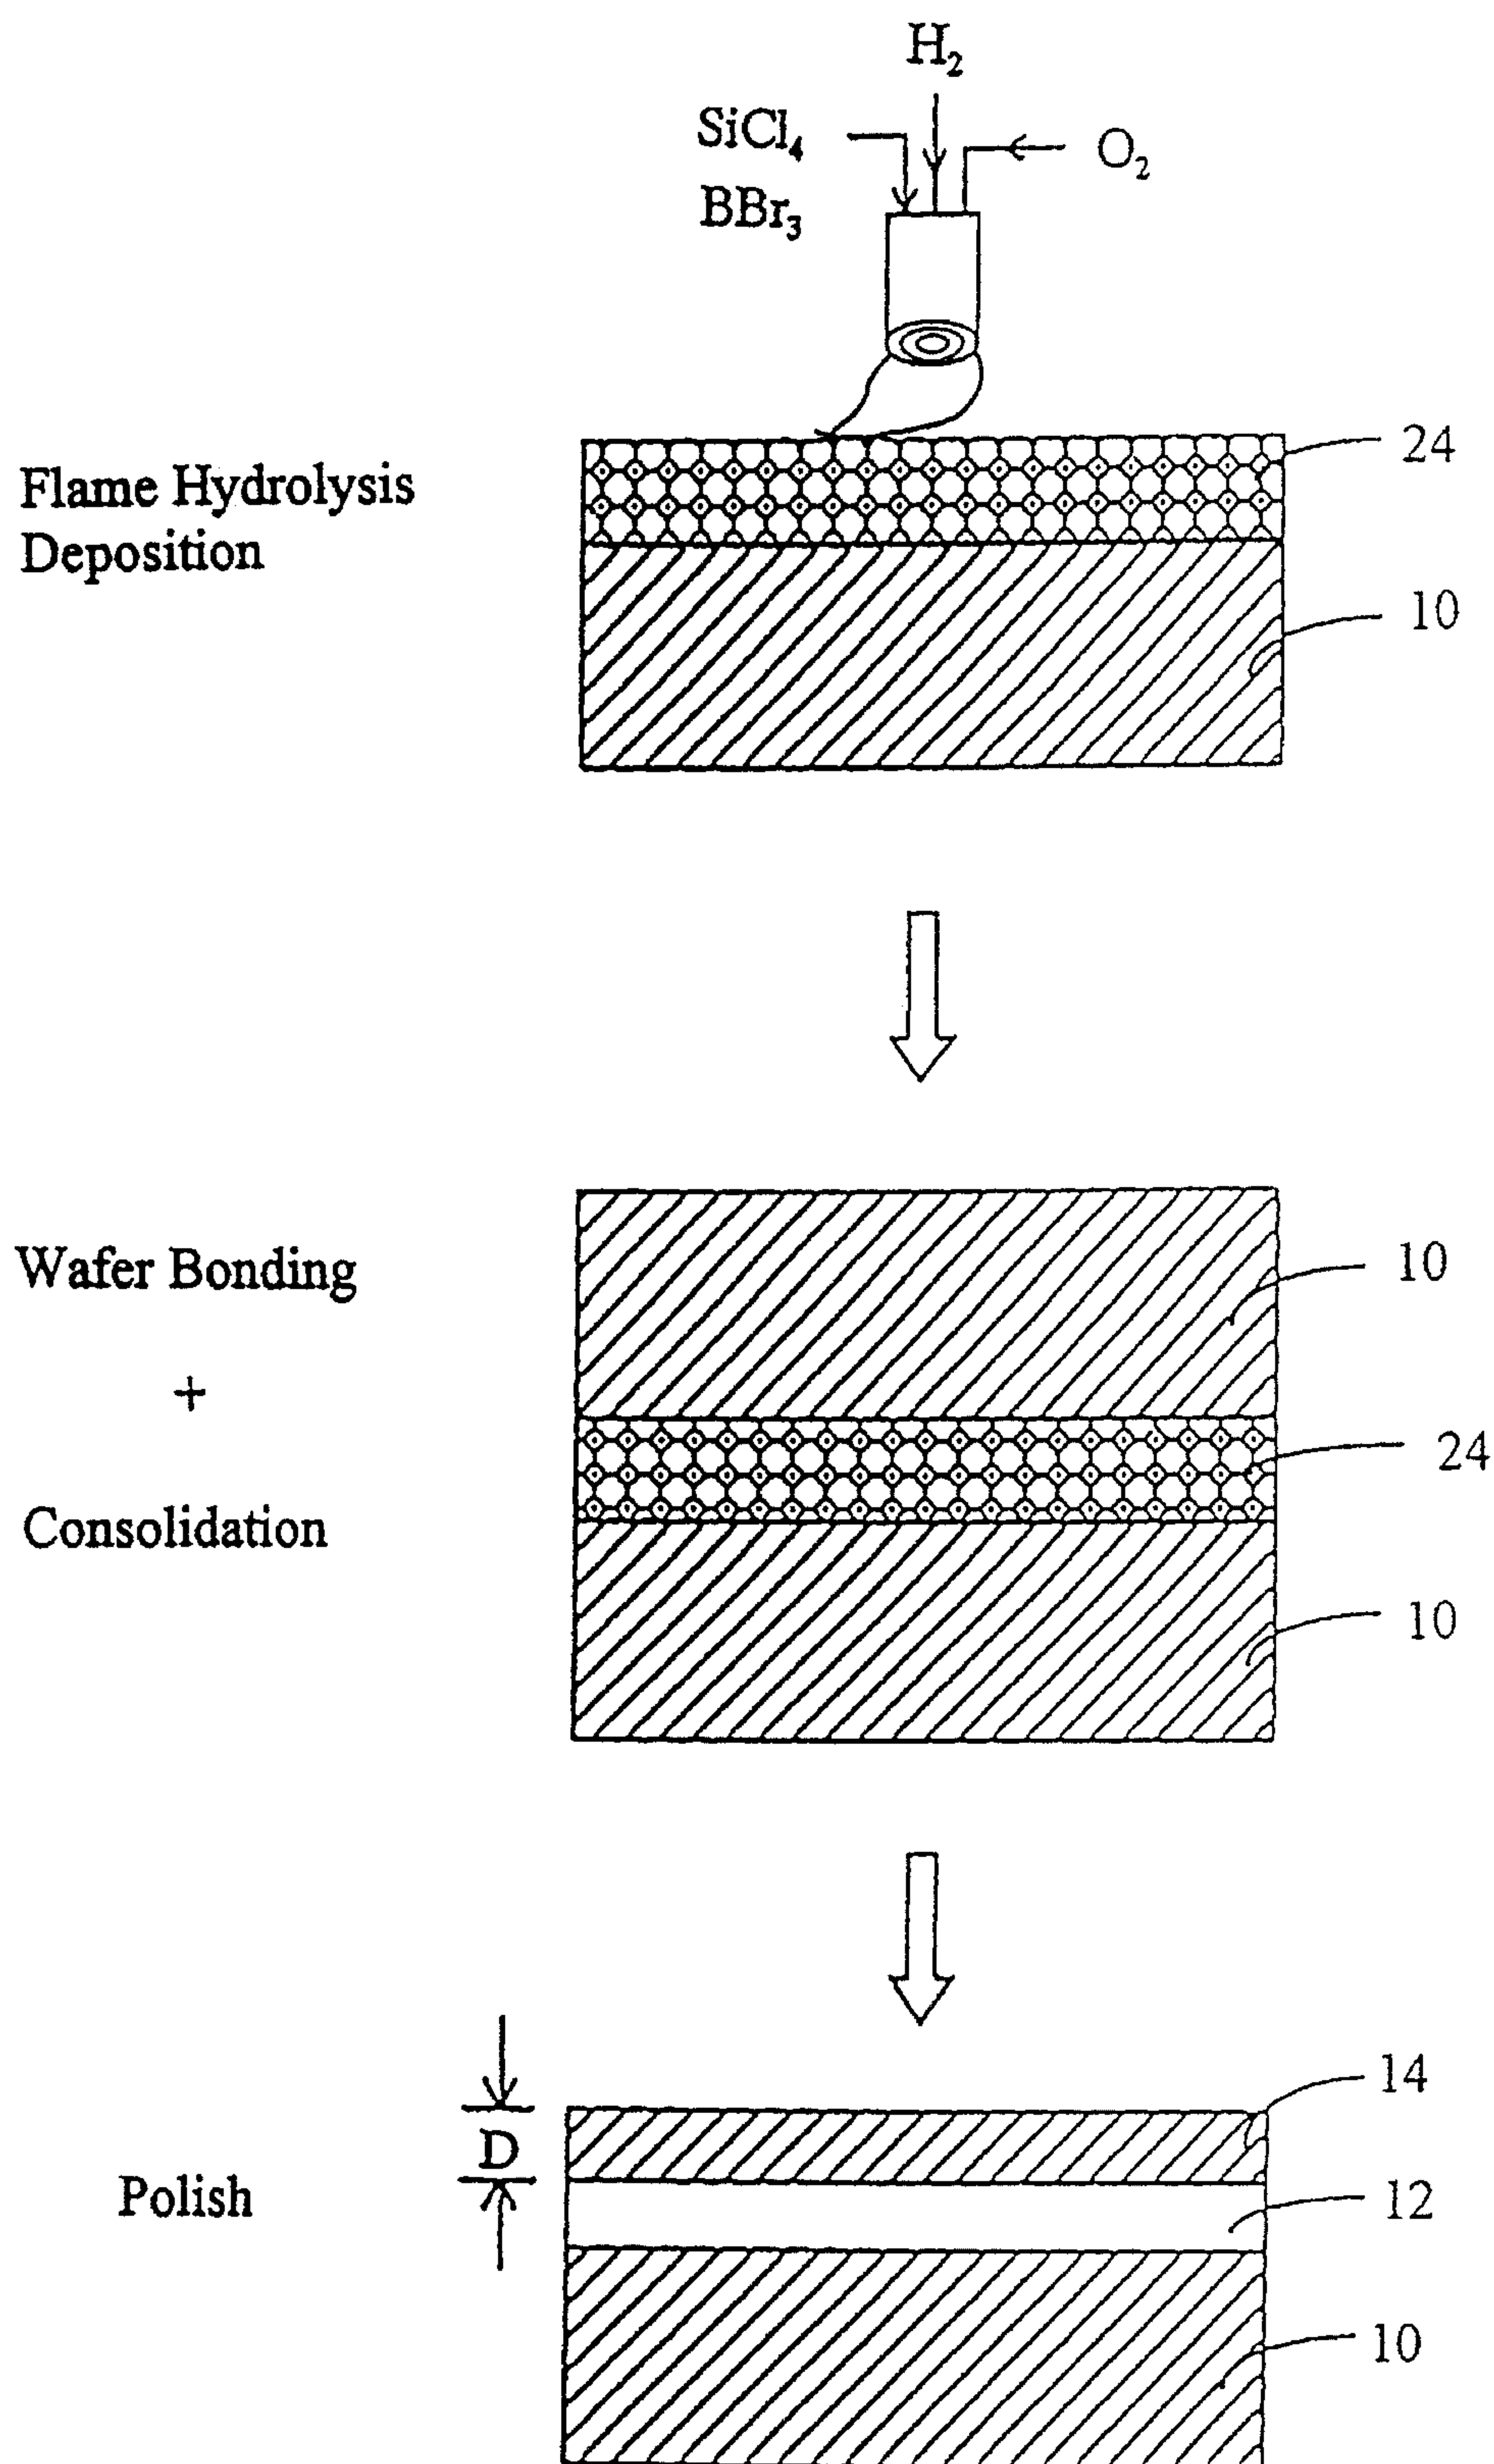 H₂
SiCl₄
O₂
BBr₃
24
Flame Hydrolysis
Deposition
10
Wafer Bonding
10
+
24
Consolidation
10
14
D
Polish
12
10